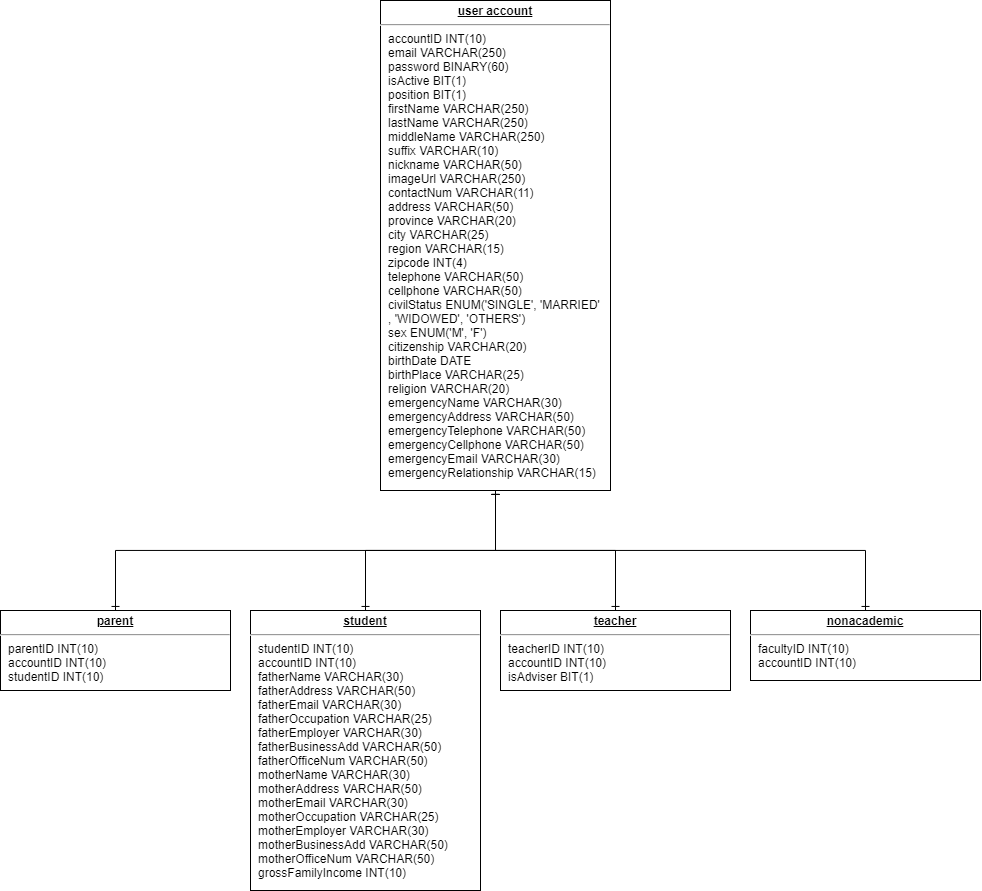 user account
accountID INT(10)
email VARCHAR(250)
password BINARY(60)
isActive BIT(1)
position BIT(1)
firstName VARCHAR(250)
lastName VARCHAR(250)
middleName VARCHAR(250)
suffix VARCHAR(10)
nickname VARCHAR(50)
imageUrl VARCHAR(250)
contactNum VARCHAR(11)
address VARCHAR(50)
province VARCHAR(20)
city VARCHAR(25)
region VARCHAR(15)
zipcode INT(4)
telephone VARCHAR(50)
cellphone VARCHAR(50)
civilStatus ENUM('SINGLE', 'MARRIED'
, 'WIDOWED', 'OTHERS')
sex ENUM('M', 'F')
citizenship VARCHAR(20)
birthDate DATE
birthPlace VARCHAR(25)
religion VARCHAR(20)
emergencyName VARCHAR(30)
emergencyAddress VARCHAR(50)
emergencyTelephone VARCHAR(50)
emergencyCellphone VARCHAR(50)
emergencyEmail VARCHAR(30)
emergencyRelationship VARCHAR(15)
parent
parentID INT(10)
accountID INT(10)
studentID INT(10)
student
studentID INT(10)
accountID INT(10)
fatherName VARCHAR(30)
fatherAddress VARCHAR(50)
fatherEmail VARCHAR(30)
fatherOccupation VARCHAR(25)
fatherEmployer VARCHAR(30)
fatherBusinessAdd VARCHAR(50)
fatherOfficeNum VARCHAR(50)
motherName VARCHAR(30)
motherAddress VARCHAR(50)
motherEmail VARCHAR(30)
motherOccupation VARCHAR(25)
motherEmployer VARCHAR(30)
motherBusinessAdd VARCHAR(50)
motherOfficeNum VARCHAR(50)
grossFamilyIncome INT(10)
teacher
teacherID INT(10)
accountID INT(10)
isAdviser BIT(1)
nonacademic
facultyID INT(10)
accountID INT(10)